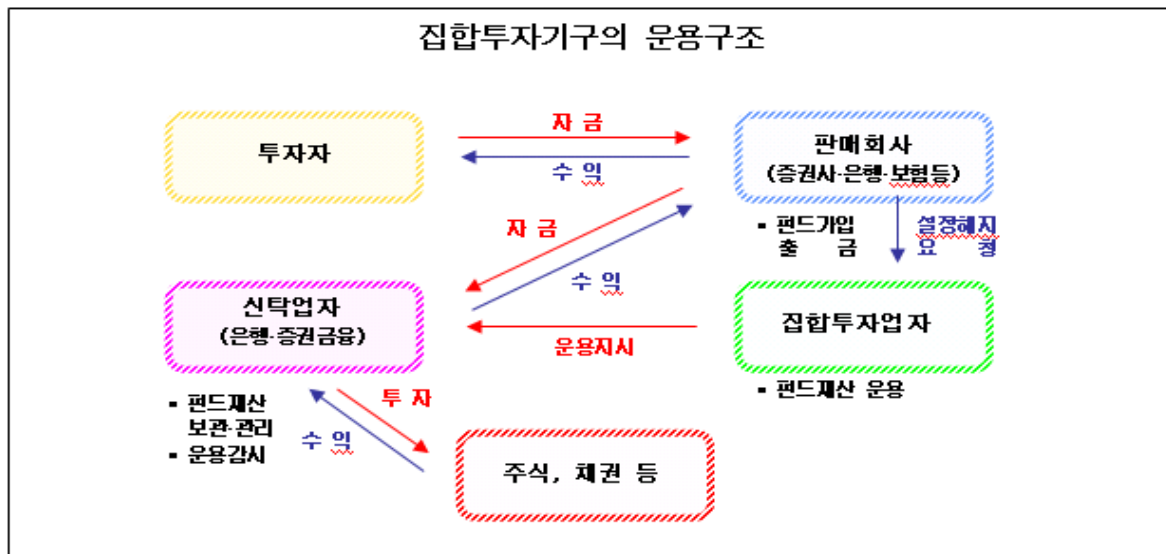 집합투자기구의 운용구조
투자자
자 금
수 익
판매회사
(증권사·은행·보험등)
▪ 펀드가입
출 금
설정해지
요 청
자 금
수 익
신탁업자
(은행·증권금융)
운용지시
집합투자업자
▪ 펀드재산 운용
▪ 펀드재산
보관·관리
▪ 운용감시
투 자
수 익
주식, 채권 등